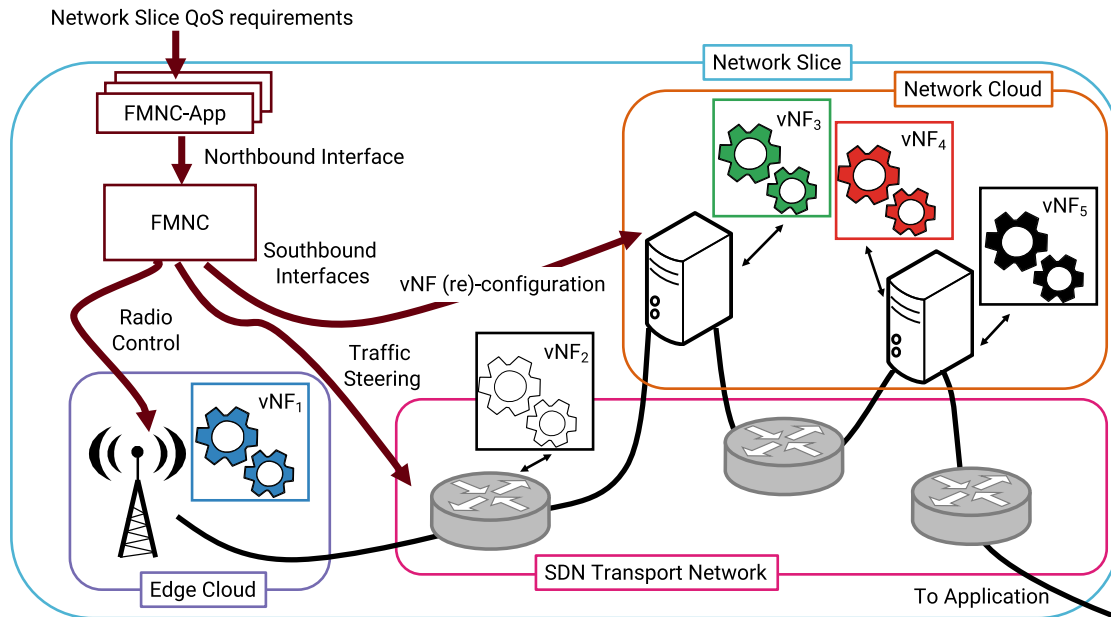 Network Slice QoS requirements
Network Slice
Network Cloud
FMNC-App
vNF3
vNF4
Northbound Interface
vNF5
FMNC
Southbound
Interfaces
vNF (re)-configuration
Radio
Control
Traffic
Steering
vNF2
vNF1
SDN Transport Network
Edge Cloud
To Application